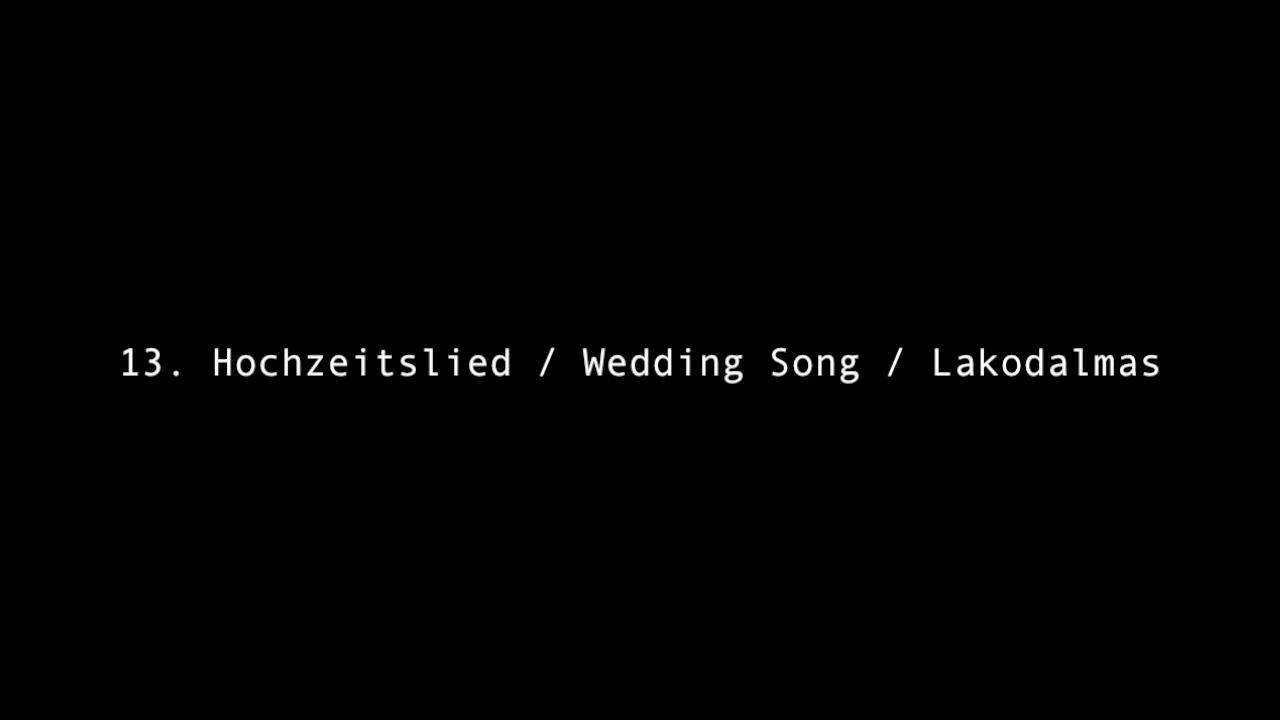 13. Hochzeitslied / Wedding Song / Lakodalmas